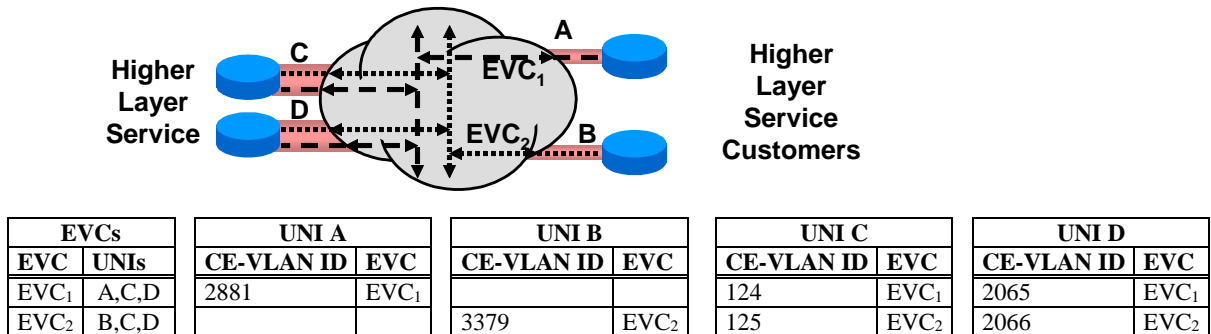 Higher
Layer
Service
C
D
A
B
EVC₁
EVC₂
Higher
Layer
Service
Customers
EVCs
EVC UNIs
EVC₁ A,C,D
EVC₂ B,C,D
UNI A
CE-VLAN ID EVC
2881 EVC₁
UNI B
CE-VLAN ID EVC
3379 EVC₂
UNI C
CE-VLAN ID EVC
124 EVC₁
125 EVC₂
UNI D
CE-VLAN ID EVC
2065 EVC₁
2066 EVC₂